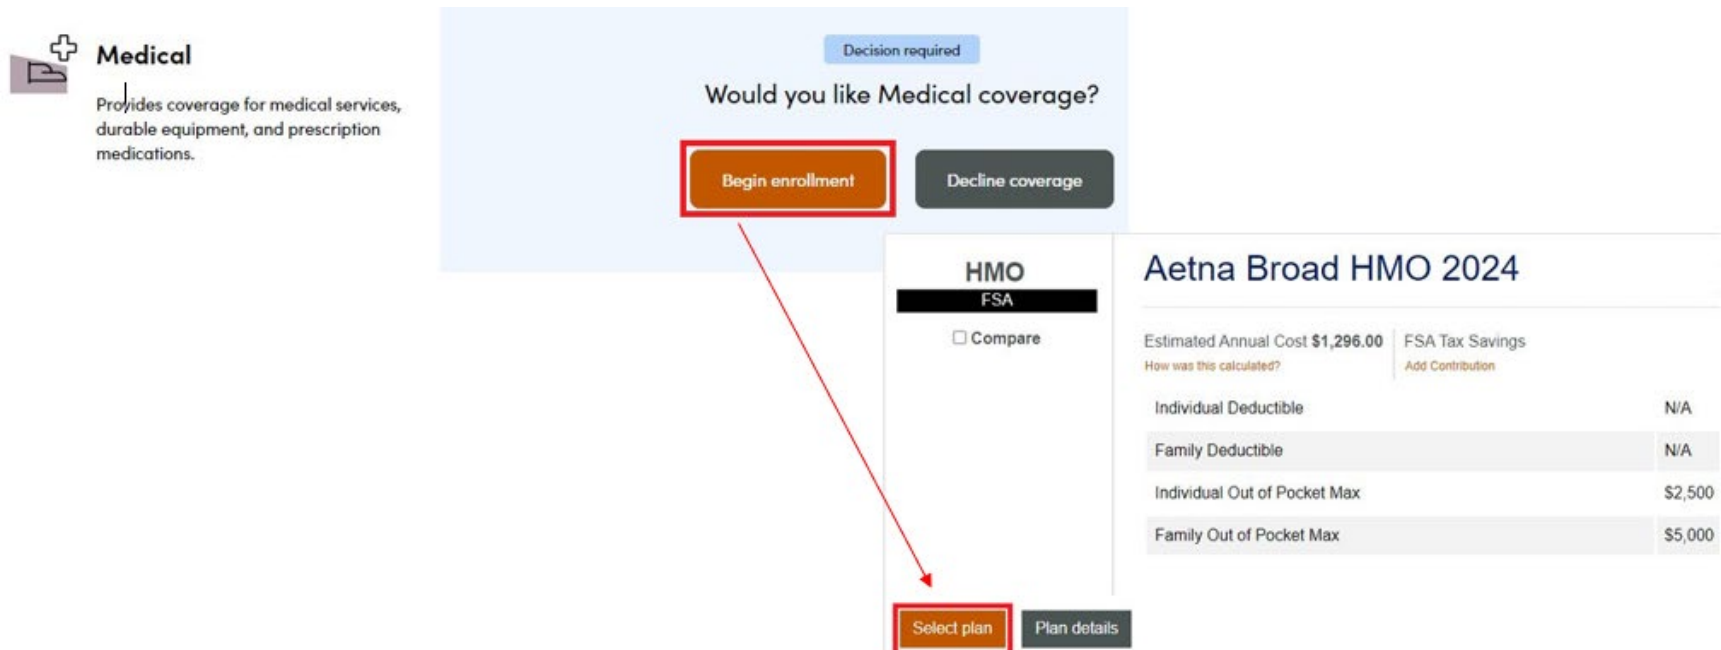 Medical
Provides coverage for medical services,
durable equipment, and prescription
medications.
Decision required
Would you like Medical coverage?
Begin enrollment
Decline coverage
HMO
FSA
Compare
Aetna Broad HMO 2024
Estimated Annual Cost $1,296.00
How was this calculated?
FSA Tax Savings
Add Contribution
Individual Deductible N/A
Family Deductible N/A
Individual Out of Pocket Max $2,500
Family Out of Pocket Max $5,000
Select plan
Plan details